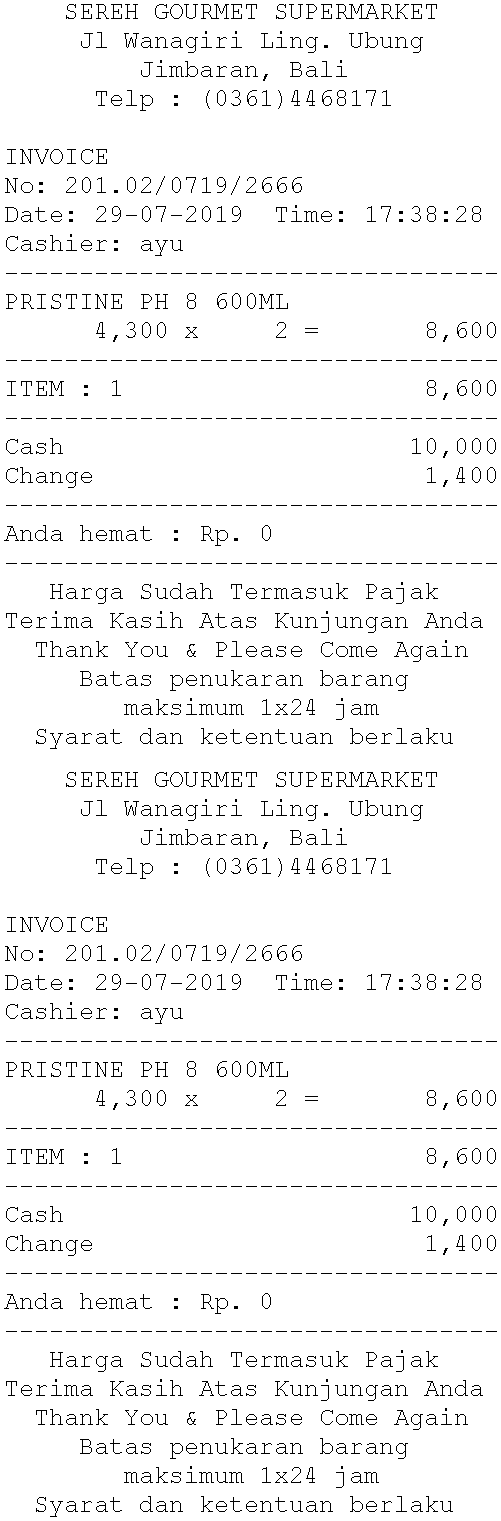 SEREH GOURMET SUPERMARKET
Jl Wanagiri Ling. Ubung
Jimbaran, Bali
Telp : (0361)4468171
INVOICE
No: 201.02/0719/2666
Date: 29-07-2019  Time: 17:38:28
Cashier: ayu
---------------------------------
PRISTINE PH 8 600ML
4,300 x     2 =       8,600
---------------------------------
ITEM : 1                    8,600
---------------------------------
Cash                       10,000
Change                      1,400
---------------------------------
Anda hemat : Rp. 0
---------------------------------
Harga Sudah Termasuk Pajak
Terima Kasih Atas Kunjungan Anda
Thank You & Please Come Again
Batas penukaran barang
maksimum 1x24 jam
Syarat dan ketentuan berlaku
SEREH GOURMET SUPERMARKET
Jl Wanagiri Ling. Ubung
Jimbaran, Bali
Telp : (0361)4468171
INVOICE
No: 201.02/0719/2666
Date: 29-07-2019  Time: 17:38:28
Cashier: ayu
---------------------------------
PRISTINE PH 8 600ML
4,300 x     2 =       8,600
---------------------------------
ITEM : 1                    8,600
---------------------------------
Cash                       10,000
Change                      1,400
---------------------------------
Anda hemat : Rp. 0
---------------------------------
Harga Sudah Termasuk Pajak
Terima Kasih Atas Kunjungan Anda
Thank You & Please Come Again
Batas penukaran barang
maksimum 1x24 jam
Syarat dan ketentuan berlaku